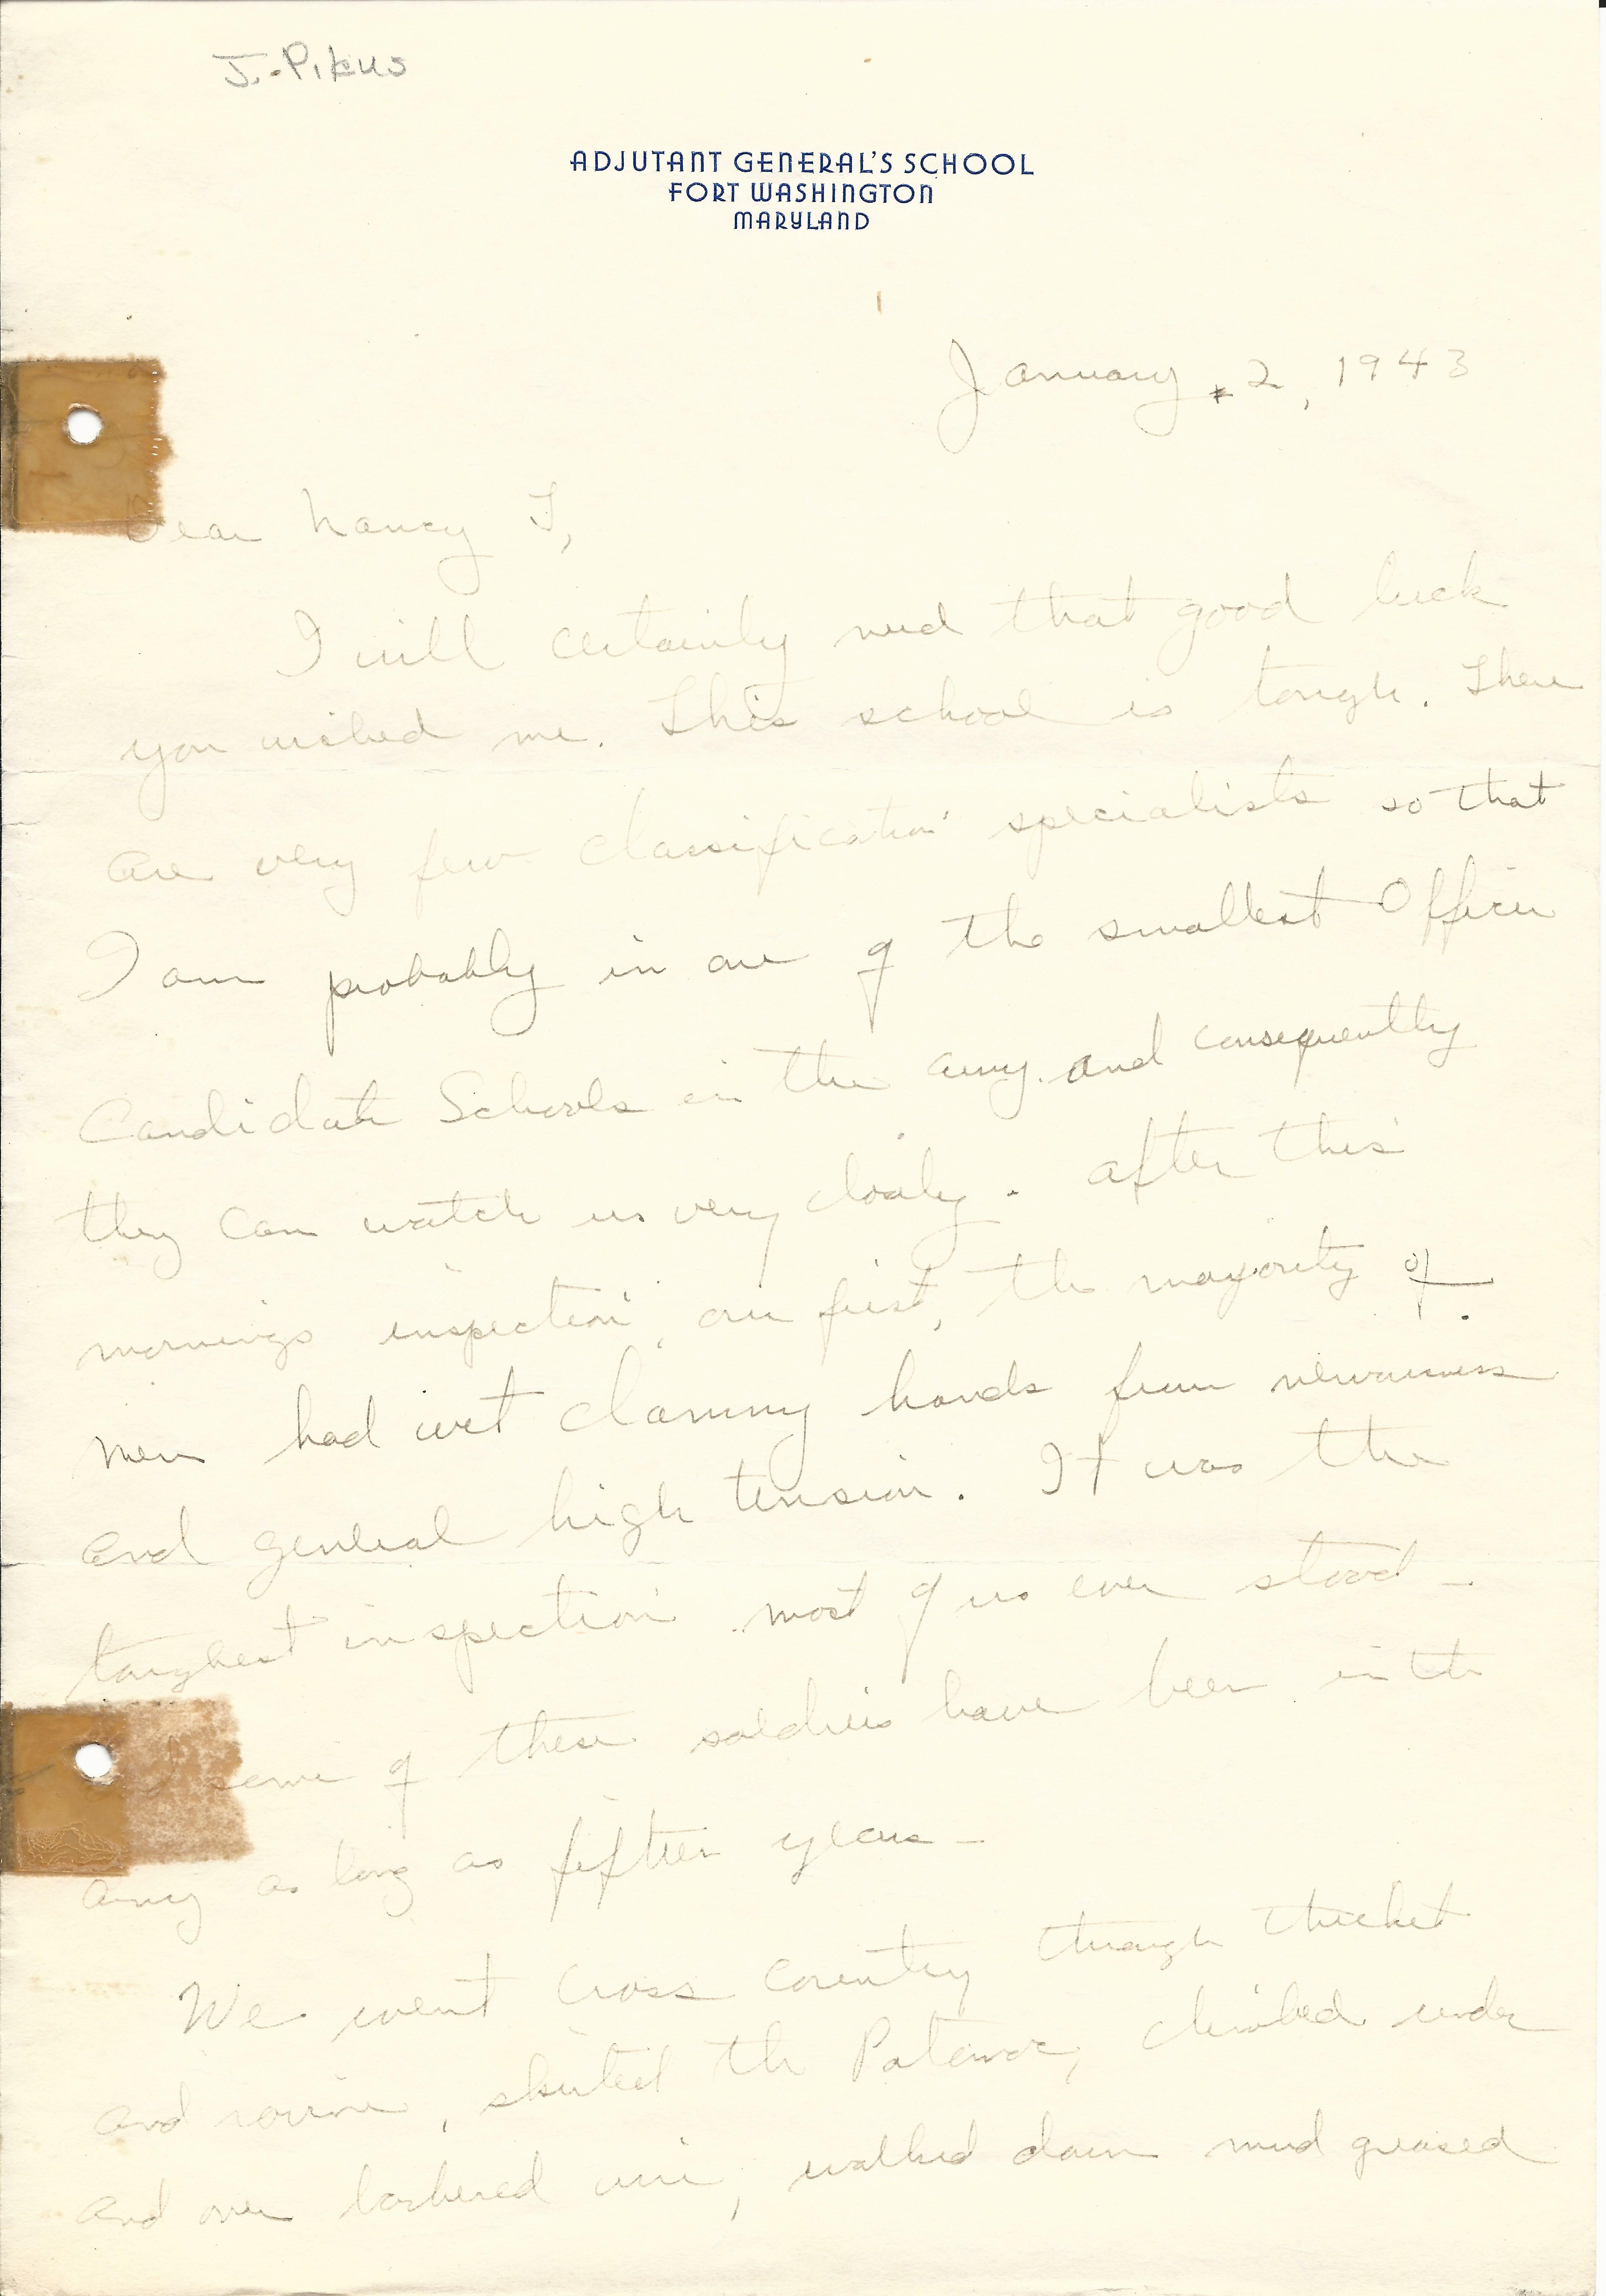 J. Pikus
ADJUTANT GENERAL'S SCHOOL
FORT WASHINGTON
MARYLAND
January 2, 1943
Dear Nancy T,
I will certainly need that good luck
you wished me. This school is tough. There
are very few classification specialists so that
I am probably in one of the smallest Officer
Candidate Schools in the army and consequently
they can watch us very closely. After this
mornings inspection, our first, the majority of
men had wet clammy hands from nervousness
and general high tension. It was the
toughest inspection most of us ever stood -
and some of these soldiers have been in the
army as long as fifteen years -
We went cross country through thicket
and ravine, skirted the Potomac, climbed under
and over barbered wire, walked down mud greased